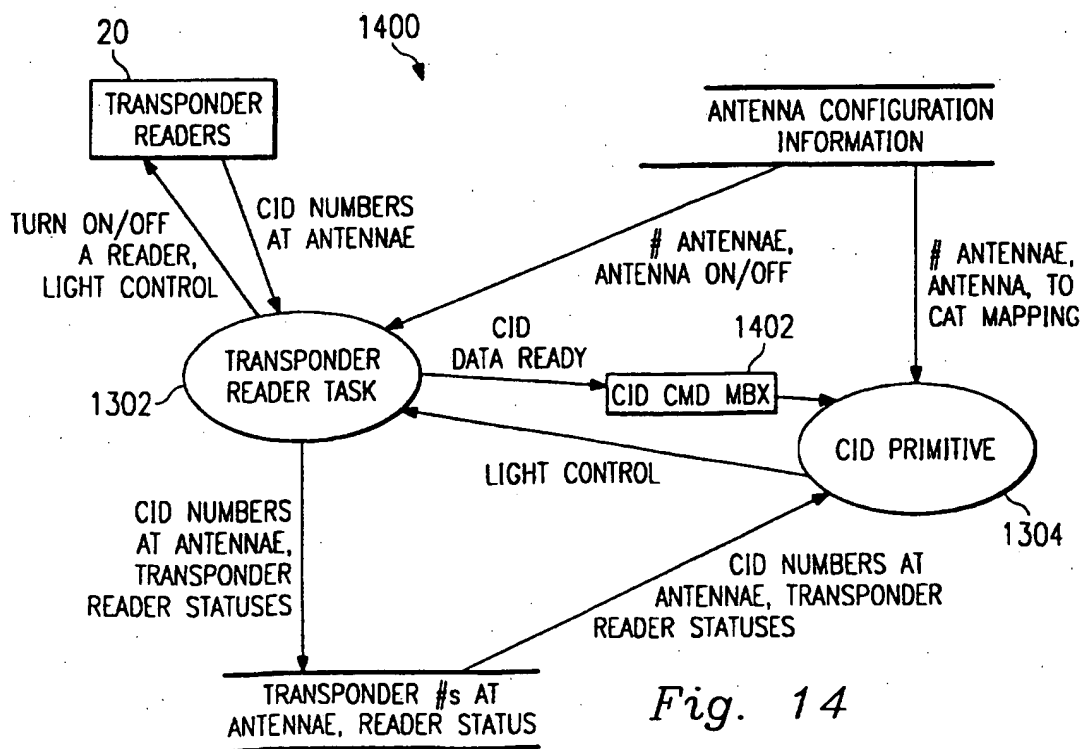 20
1400
TRANSPONDER
READERS
ANTENNA CONFIGURATION
INFORMATION
TURN ON/OFF
A READER,
LIGHT CONTROL
CID NUMBERS
AT ANTENNAE
# ANTENNAE,
ANTENNA ON/OFF
# ANTENNAE,
ANTENNA, TO
CAT MAPPING
TRANSPONDER
READER TASK
1302
CID
DATA READY
1402
CID CMD MBX
CID PRIMITIVE
1304
LIGHT CONTROL
CID NUMBERS
AT ANTENNAE,
TRANSPONDER
READER STATUSES
CID NUMBERS AT
ANTENNAE, TRANSPONDER
READER STATUSES
TRANSPONDER #s AT
ANTENNAE, READER STATUS
Fig. 14